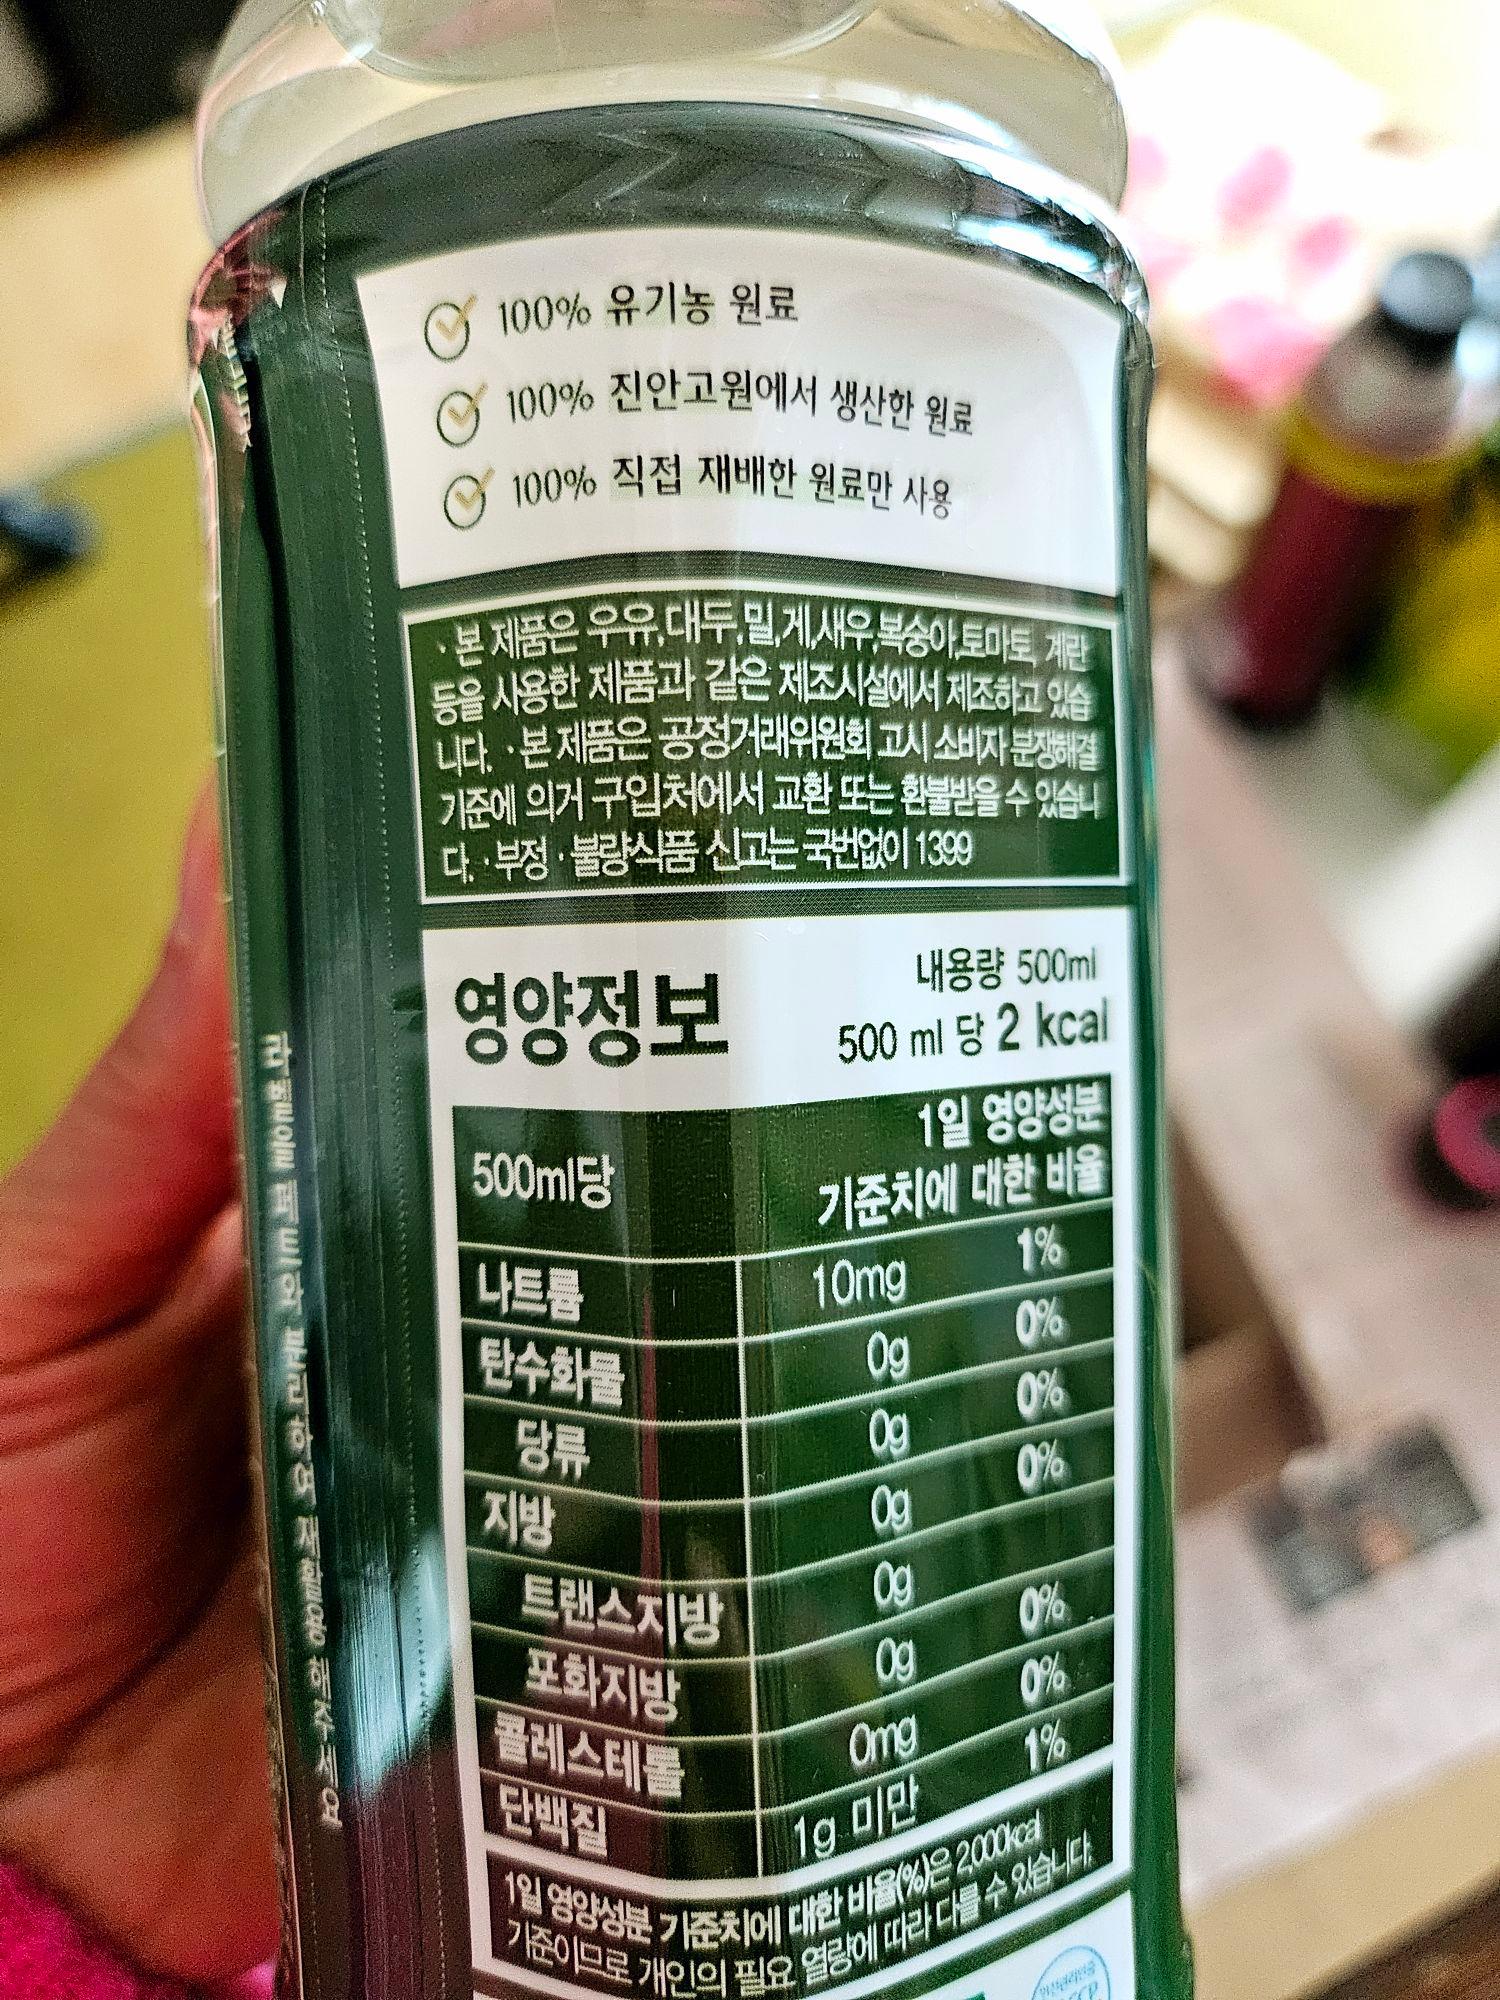 100% 유기농 원료
100% 진안고원에서 생산한 원료
100% 직접 재배한 원료만 사용
· 본 제품은 우유,대두,밀,게,새우,복숭아,토마토, 계란
등을 사용한 제품과 같은 제조시설에서 제조하고 있습
니다. · 본 제품은 공정거래위원회 고시 소비자 분쟁해결
기준에 의거 구입처에서 교환 또는 환불받을 수 있습니
다. · 부정 · 불량식품 신고는 국번없이 1399
영양정보
내용량 500ml
500 ml 당 2 kcal
500ml당
1일 영양성분
기준치에 대한 비율
나트륨 10mg 1%
탄수화물 0g 0%
당류 0g 0%
지방 0g 0%
트랜스지방 0g
포화지방 0g 0%
콜레스테롤 0mg 0%
단백질 1g 미만 1%
1일 영양성분 기준치에 대한 비율(%)은 2,000kcal
기준이므로 개인의 필요 열량에 따라 다를 수 있습니다.
재활용 해주세요